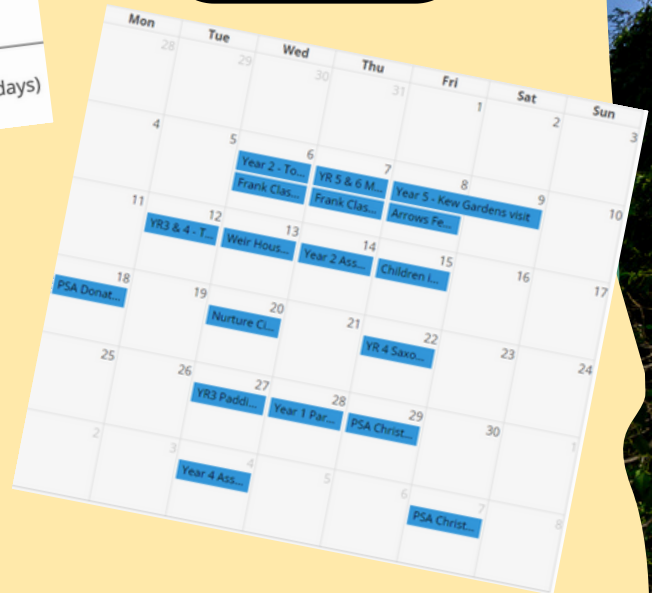 days)
Mon Tue Wed Thu Fri Sat Sun
28 29 30 31 1 2 3
4 5 6 7 8 9 10
Year 2 - To... YR 5 & 6 M... Year 5 - Kew Gardens visit
Frank Clas... Frank Clas... Arrows Fe...
11 12 13 14 15 16 17
YR3 & 4 - T... Weir Hous... Year 2 Ass... Children i...
18 19 20 21 22 23 24
PSA Donat... Nurture Ci... YR 4 Saxo...
25 26 27 28 29 30 1
YR3 Paddi... Year 1 Par... PSA Christ...
2 3 4 5 6 7 8
Year 4 Ass... PSA Christ...